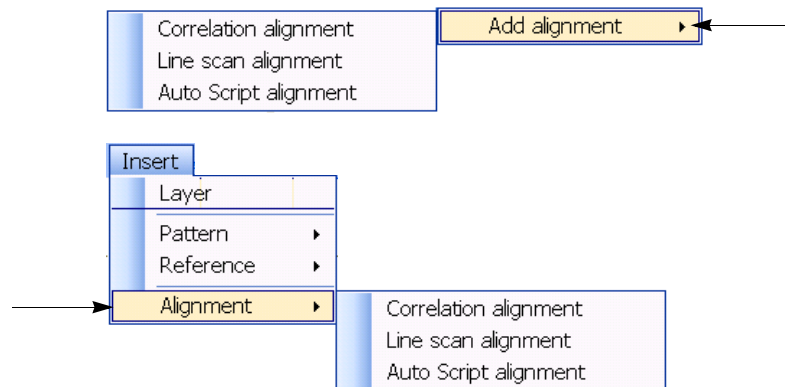 Correlation alignment
Line scan alignment
Auto Script alignment
Add alignment
Insert
Layer
Pattern
Reference
Alignment
Correlation alignment
Line scan alignment
Auto Script alignment